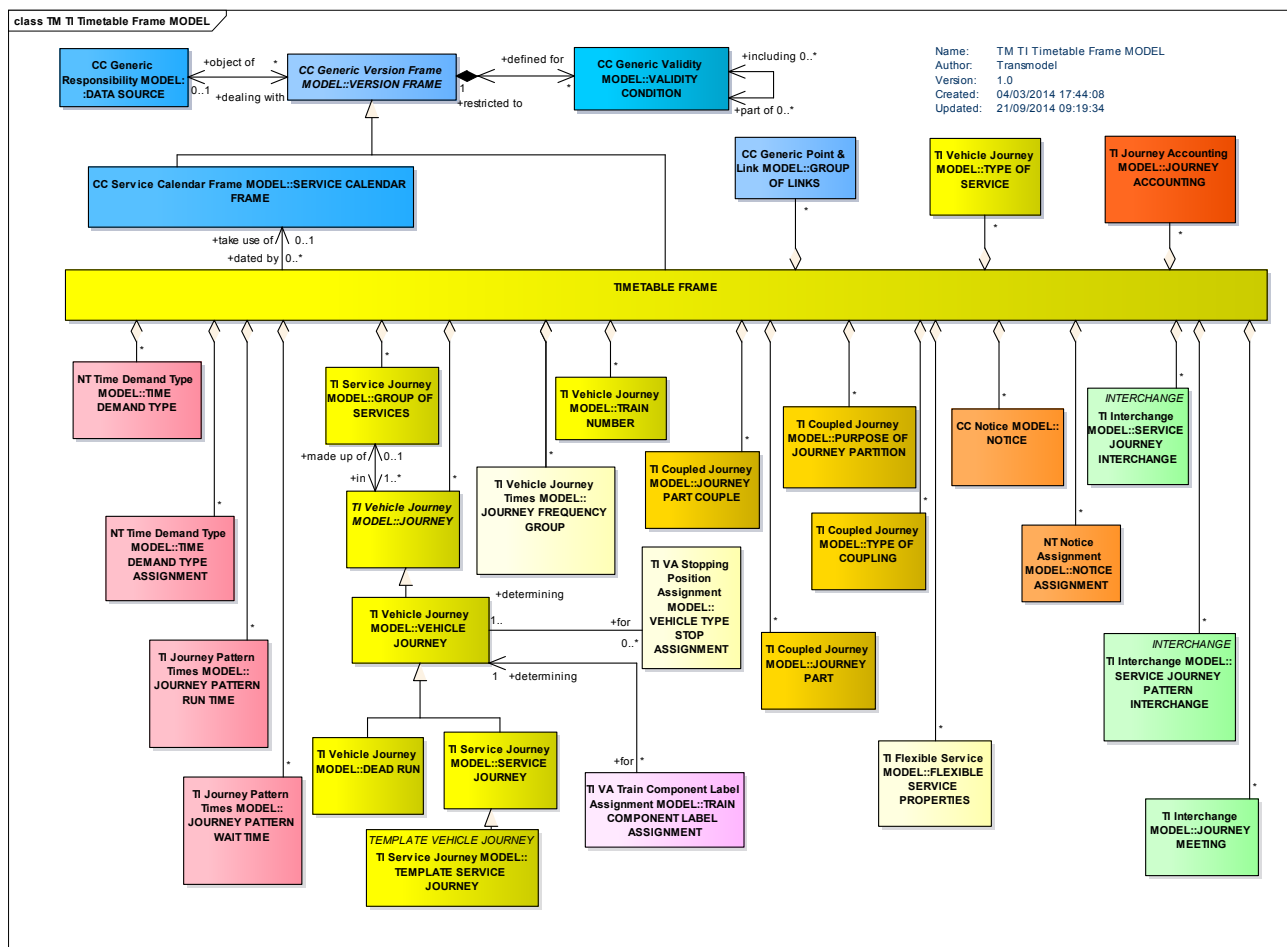 class TM TI Timetable Frame MODEL
Name: TM TI Timetable Frame MODEL
Author: Transmodel
Version: 1.0
Created: 04/03/2014 17:44:08
Updated: 21/09/2014 09:19:34
CC Generic
Responsibility MODEL:
:DATA SOURCE
+object of
*
0..1
+dealing with
CC Generic Version Frame
MODEL::VERSION FRAME
+defined for
1
*
+restricted to
CC Generic Validity
MODEL::VALIDITY
CONDITION
+including 0..*
+part of 0..*
CC Service Calendar Frame MODEL::SERVICE CALENDAR
FRAME
+take use of
0..1
+dated by
0..*
CC Generic Point &
Link MODEL::GROUP
OF LINKS
*
TI Vehicle Journey
MODEL::TYPE OF
SERVICE
*
TI Journey Accounting
MODEL::JOURNEY
ACCOUNTING
*
TIMETABLE FRAME
*
NT Time Demand Type
MODEL::TIME
DEMAND TYPE
*
NT Time Demand Type
MODEL::TIME
DEMAND TYPE
ASSIGNMENT
*
TI Journey Pattern
Times MODEL::
JOURNEY PATTERN
RUN TIME
*
TI Journey Pattern
Times MODEL::
JOURNEY PATTERN
WAIT TIME
*
TI Service Journey
MODEL::GROUP OF
SERVICES
+made up of
0..1
+in
1..*
*
TI Vehicle Journey
MODEL::JOURNEY
TI Vehicle Journey
MODEL::VEHICLE
JOURNEY
+determining
1..
+for
0..*
1
+determining
TI VA Stopping
Position
Assignment
MODEL::
VEHICLE TYPE
STOP
ASSIGNMENT
TI Vehicle Journey
MODEL::DEAD RUN
TI Service Journey
MODEL::SERVICE
JOURNEY
TEMPLATE VEHICLE JOURNEY
TI Service Journey MODEL::
TEMPLATE SERVICE
JOURNEY
+for
*
TI VA Train Component Label
Assignment MODEL::TRAIN
COMPONENT LABEL
ASSIGNMENT
*
TI Vehicle Journey
Times MODEL::
JOURNEY FREQUENCY
GROUP
*
TI Vehicle Journey
MODEL::TRAIN
NUMBER
*
TI Coupled Journey
MODEL::JOURNEY
PART COUPLE
*
TI Coupled Journey
MODEL::JOURNEY
PART
*
TI Coupled Journey
MODEL::PURPOSE OF
JOURNEY PARTITION
*
TI Coupled Journey
MODEL::TYPE OF
COUPLING
*
TI Flexible Service
MODEL::FLEXIBLE
SERVICE
PROPERTIES
*
CC Notice MODEL::
NOTICE
*
NT Notice
Assignment
MODEL::NOTICE
ASSIGNMENT
*
INTERCHANGE
TI Interchange
MODEL::SERVICE
JOURNEY
INTERCHANGE
*
INTERCHANGE
TI Interchange MODEL::
SERVICE JOURNEY
PATTERN
INTERCHANGE
*
TI Interchange
MODEL::JOURNEY
MEETING